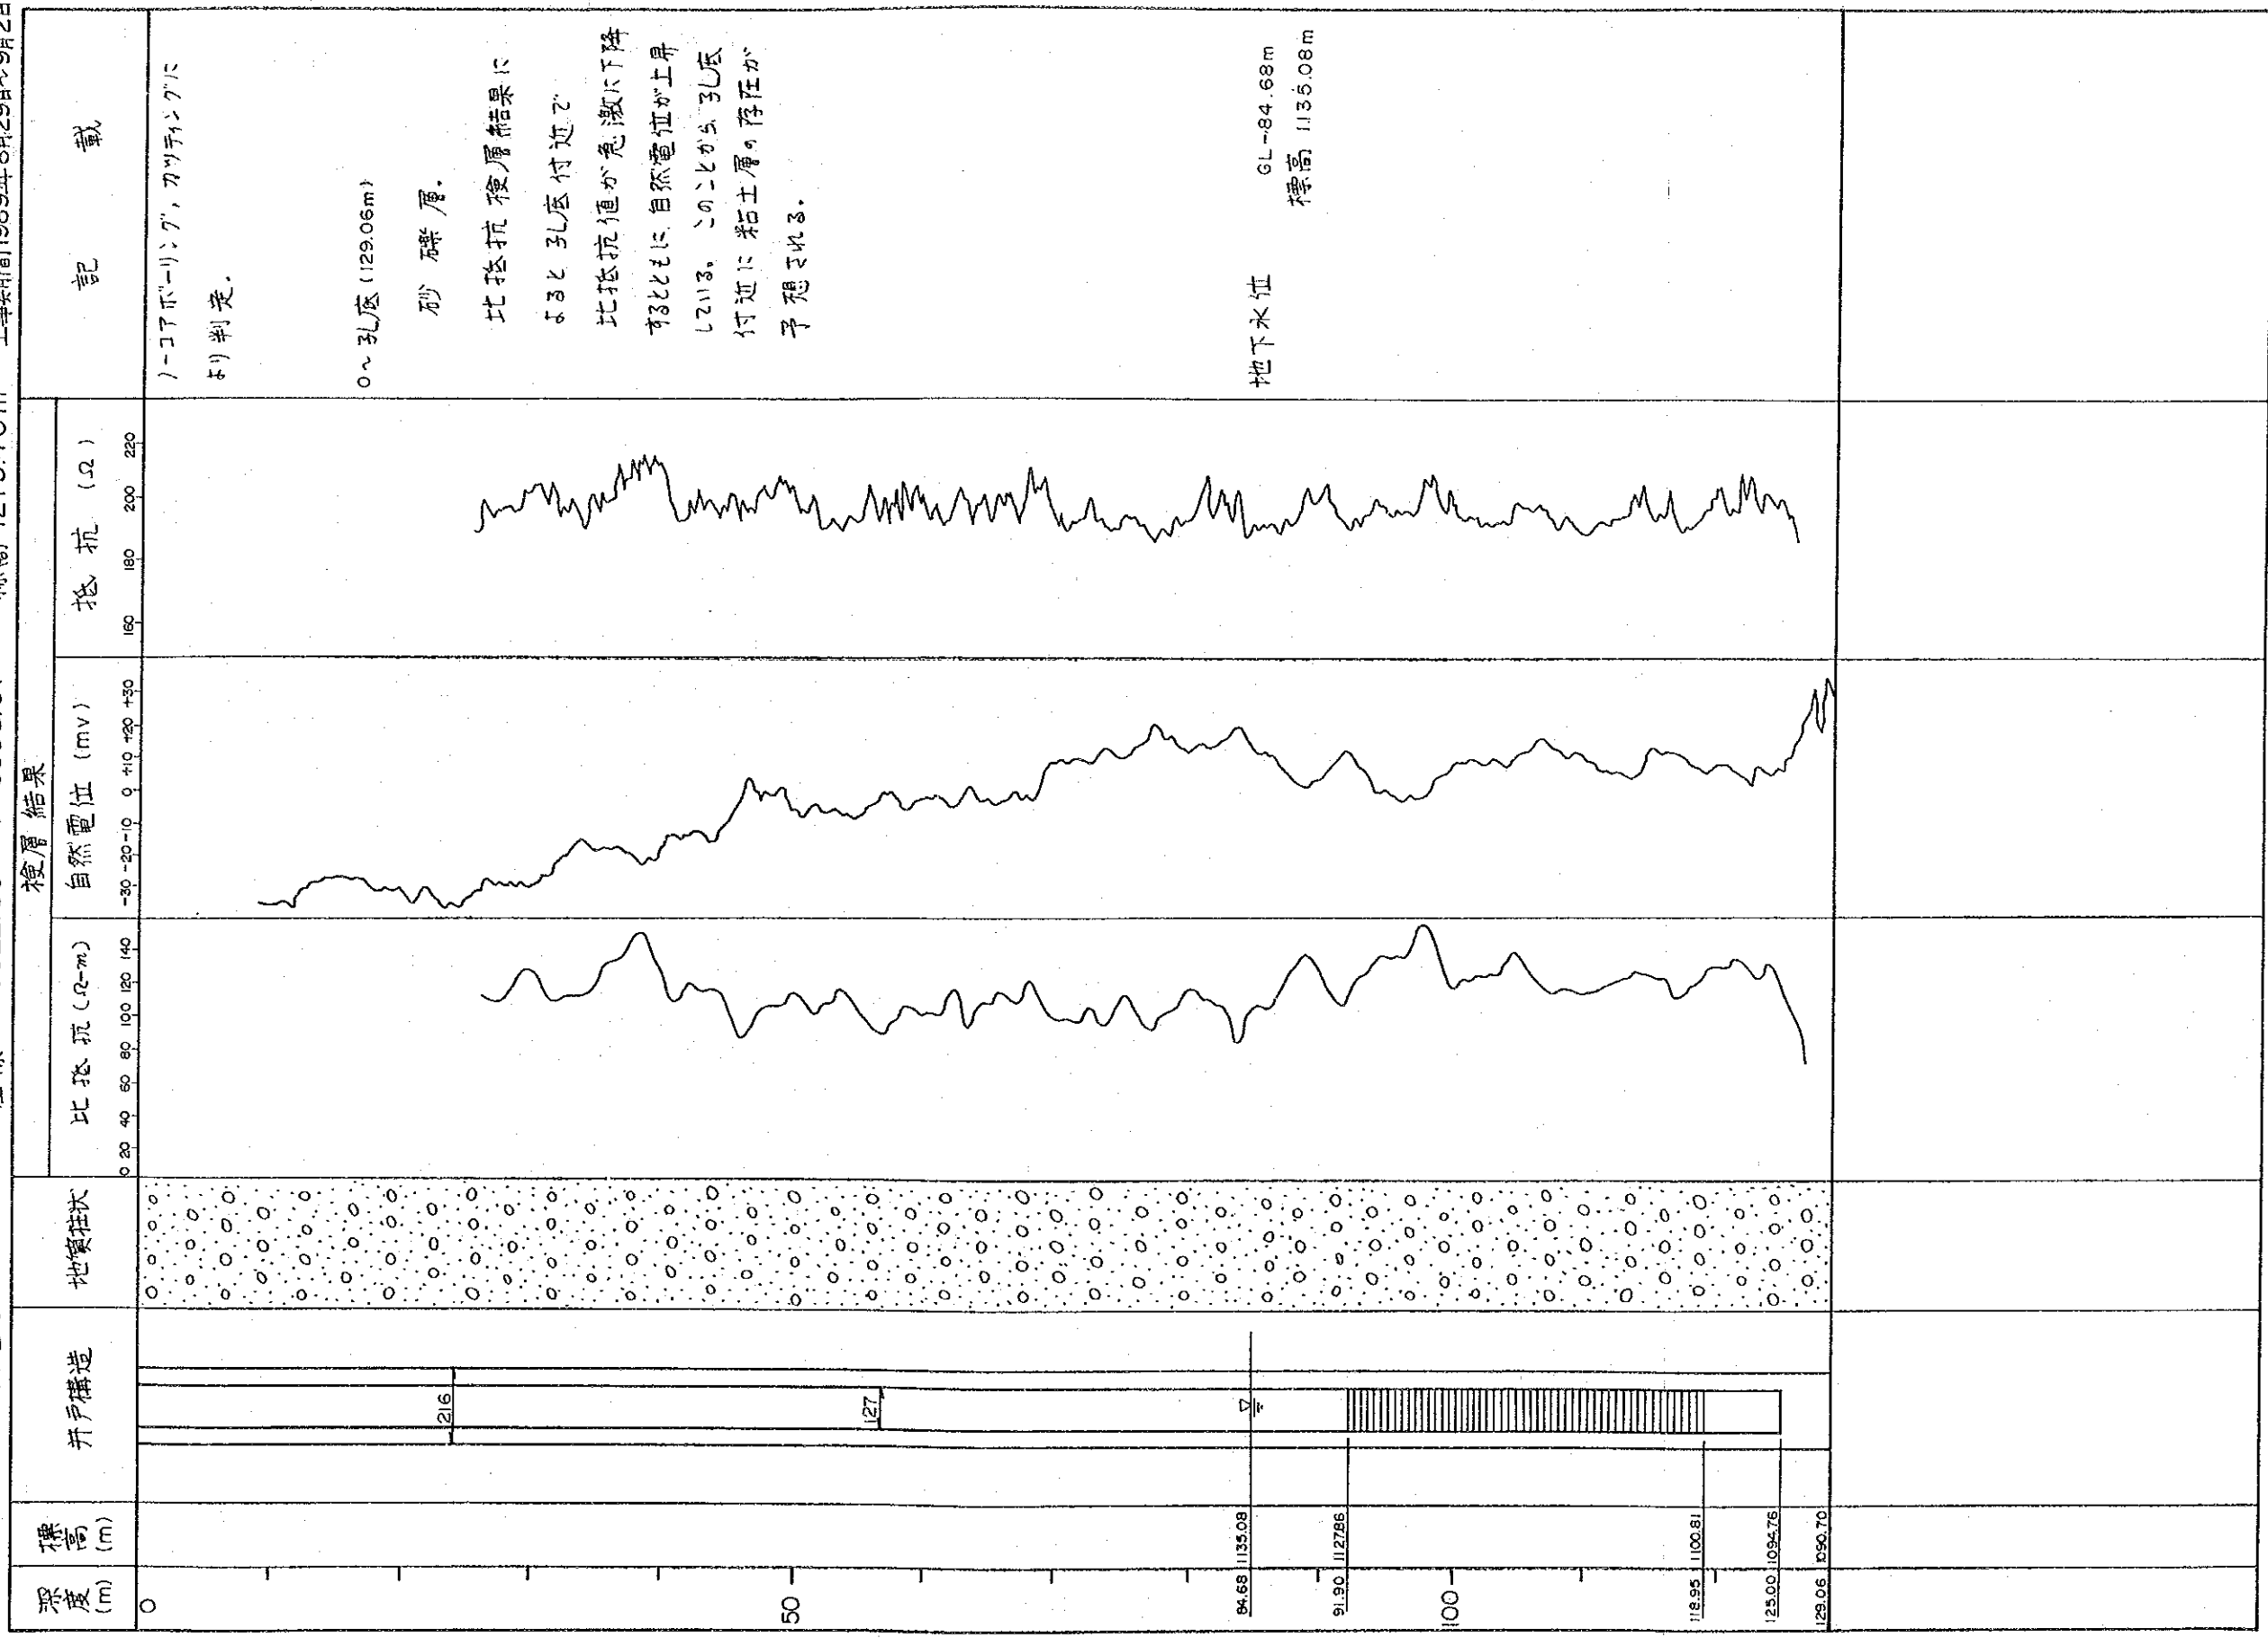 深度
(m)
標高
(m)
井戸構造
地質柱状
検層結果
比抵抗 (Ω-m)
0 20 40 60 80 100 120 140
自然電位 (mv)
-30 -20 -10 0 +10 +20 +30
抵抗 (Ω)
160 180 200 220
記 載
ノーコアボーリング, カッティングに
より判定.
0~孔底(129.06m)
砂礫層.
比抵抗検層結果に
よると孔底付近で
比抵抗値が急激に下降
するとともに自然電位が上昇
している。このことから孔底
付近に粘土層の存在が
予想される。
地下水位 GL-84.68m
標高 1135.08m
0
50
100
216
127
84.68 1135.08
91.90 1127.86
118.95 1100.81
125.00 1094.76
129.06 1090.70